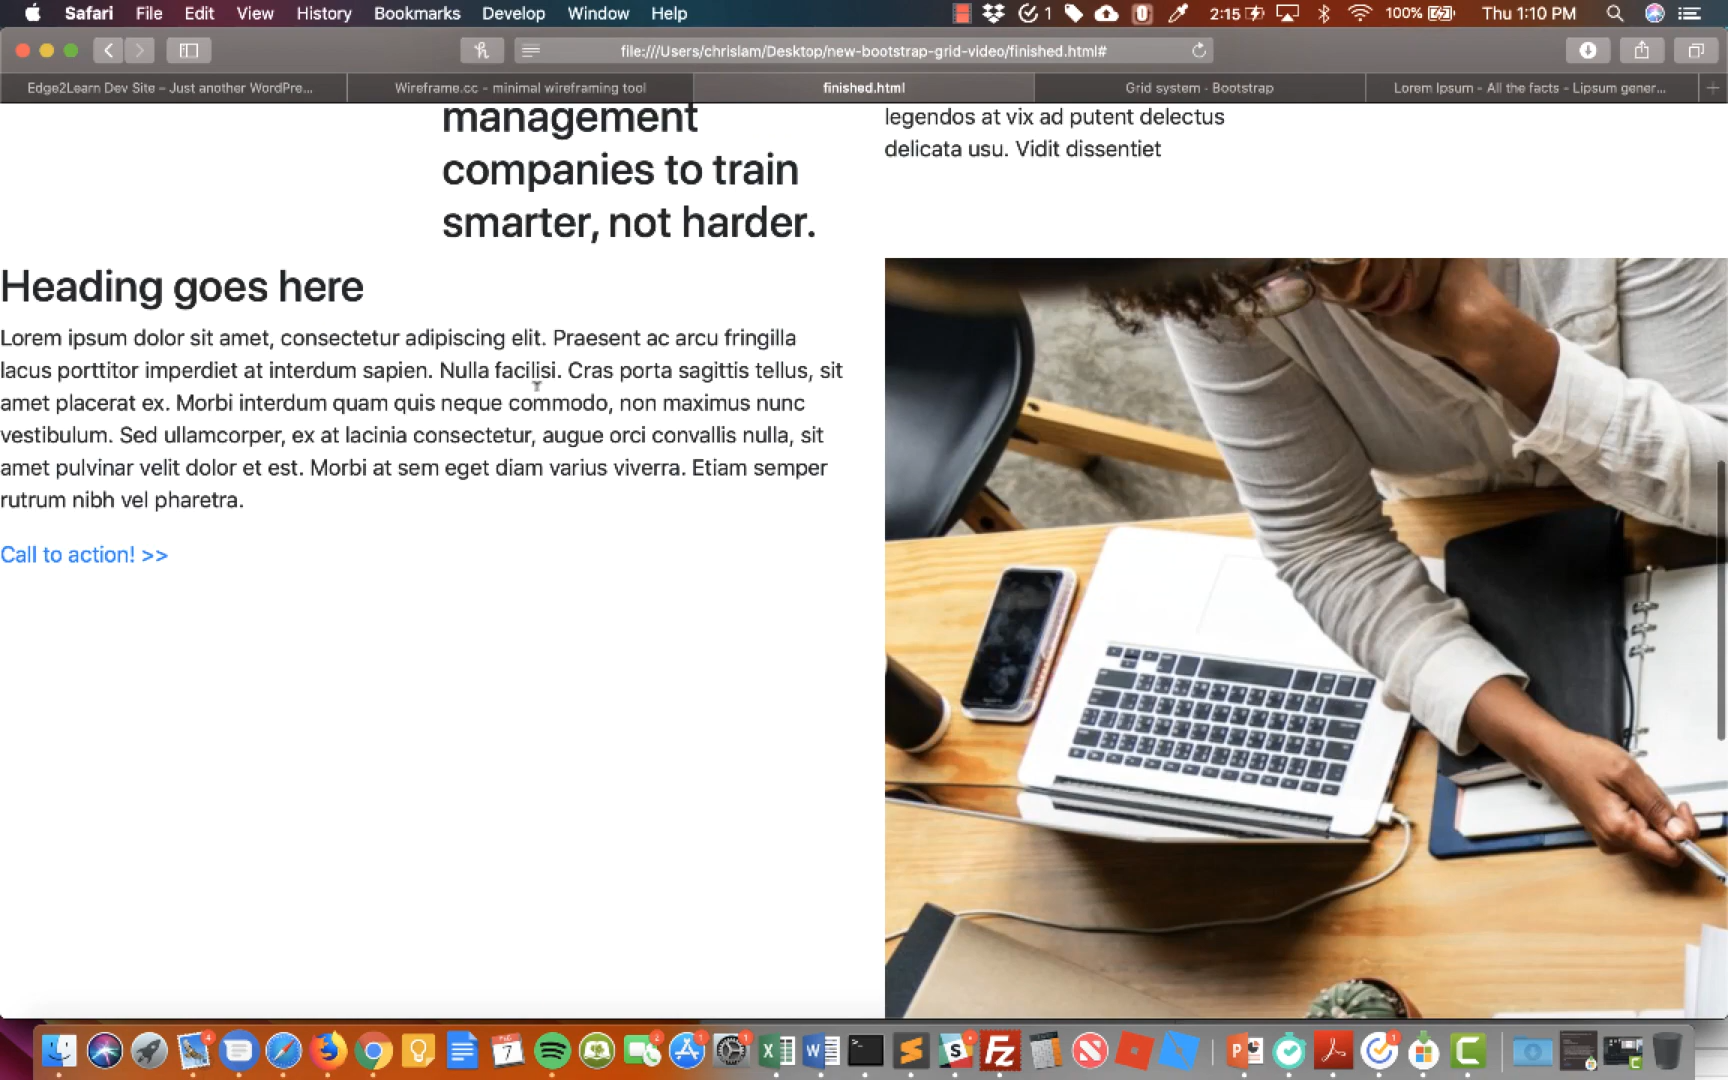 Safari File Edit View History Bookmarks Develop Window Help 1 2:15 100% Thu 1:10 PM
file:///Users/chrislam/Desktop/new-bootstrap-grid-video/finished.html#
Edge2Learn Dev Site – Just another WordPre... Wireframe.cc - minimal wireframing tool finished.html Grid system · Bootstrap Lorem Ipsum - All the facts - Lipsum gener...
management
companies to train
smarter, not harder.
legendos at vix ad putent delectus
delicata usu. Vidit dissentiet
Heading goes here
Lorem ipsum dolor sit amet, consectetur adipiscing elit. Praesent ac arcu fringilla
lacus porttitor imperdiet at interdum sapien. Nulla facilisi. Cras porta sagittis tellus, sit
amet placerat ex. Morbi interdum quam quis neque commodo, non maximus nunc
vestibulum. Sed ullamcorper, ex at lacinia consectetur, augue orci convallis nulla, sit
amet pulvinar velit dolor et est. Morbi at sem eget diam varius viverra. Etiam semper
rutrum nibh vel pharetra.
Call to action! >>